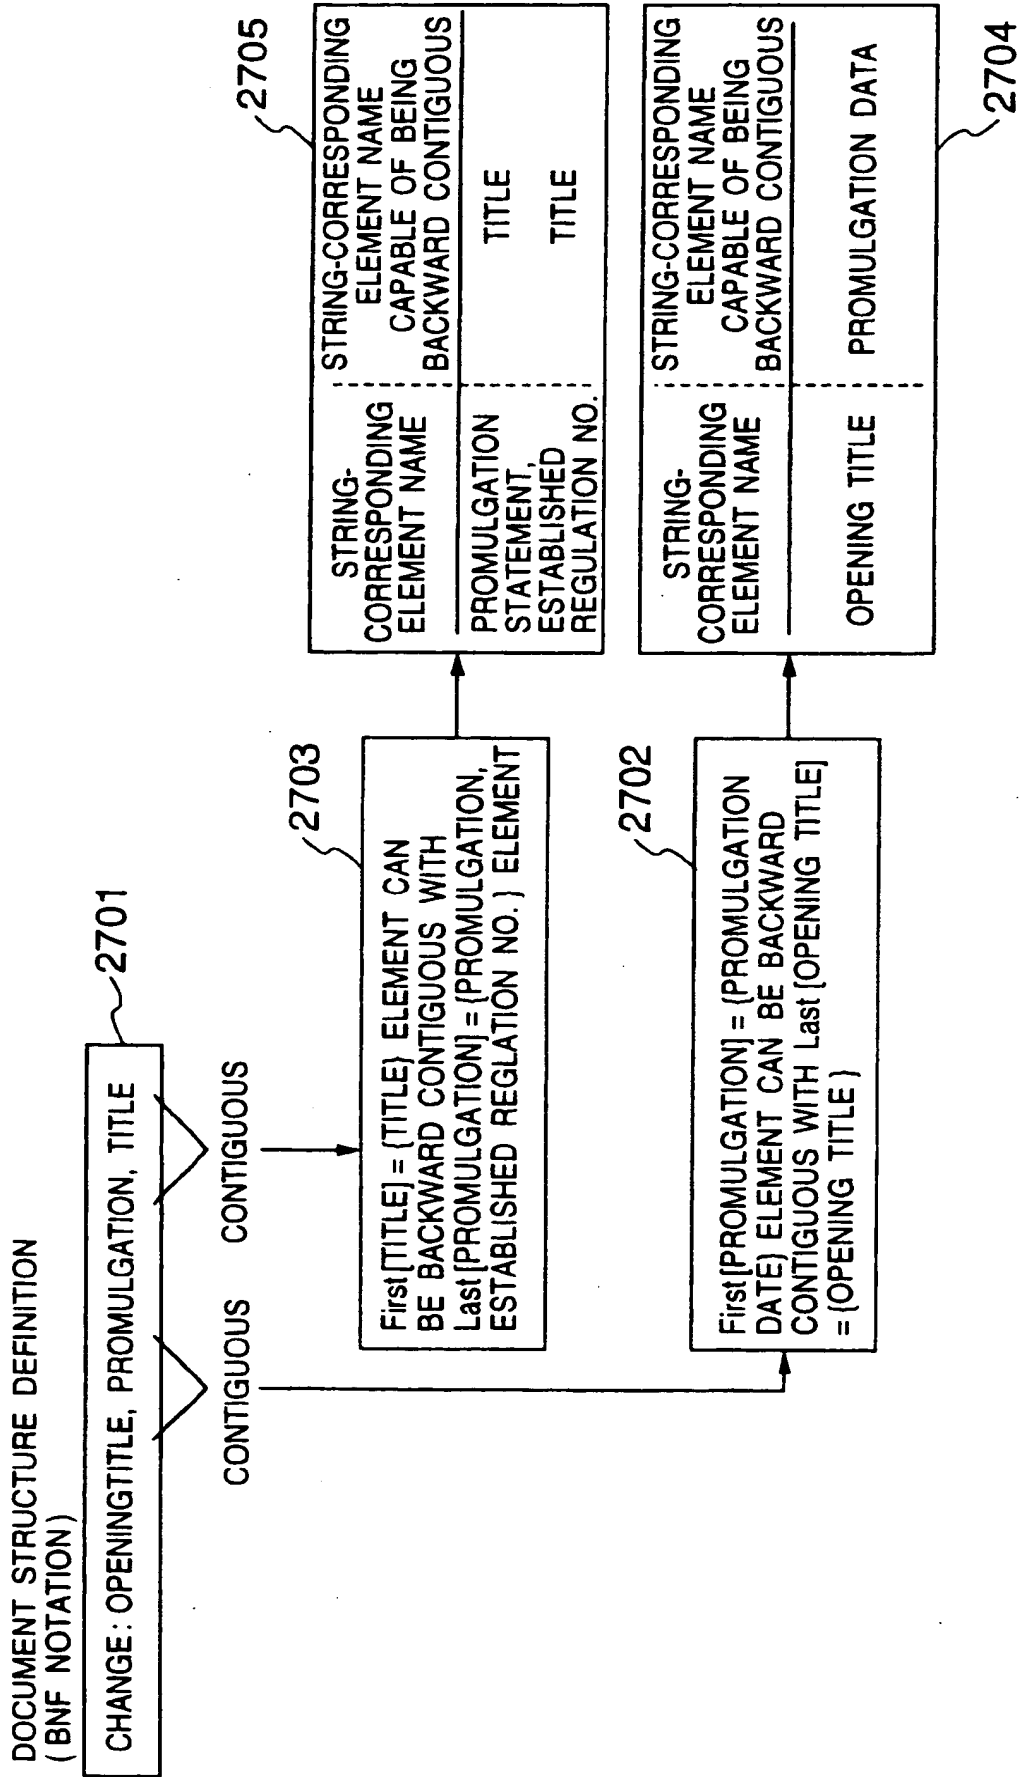 DOCUMENT STRUCTURE DEFINITION
(BNF NOTATION)
2701
CHANGE: OPENINGTITLE, PROMULGATION, TITLE
CONTIGUOUS
CONTIGUOUS
2703
First [TITLE] = {TITLE} ELEMENT CAN
BE BACKWARD CONTIGUOUS WITH
Last [PROMULGATION] = {PROMULGATION,
ESTABLISHED REGLATION NO. } ELEMENT
2702
First [PROMULGATION] = {PROMULGATION
DATE} ELEMENT CAN BE BACKWARD
CONTIGUOUS WITH Last [OPENING TITLE]
= {OPENING TITLE }
2705
STRING-
CORRESPONDING
ELEMENT NAME
STRING-CORRESPONDING
ELEMENT NAME
CAPABLE OF BEING
BACKWARD CONTIGUOUS
PROMULGATION
STATEMENT,
ESTABLISHED
REGULATION NO.
TITLE
TITLE
STRING-
CORRESPONDING
ELEMENT NAME
STRING-CORRESPONDING
ELEMENT NAME
CAPABLE OF BEING
BACKWARD CONTIGUOUS
OPENING TITLE
PROMULGATION DATA
2704